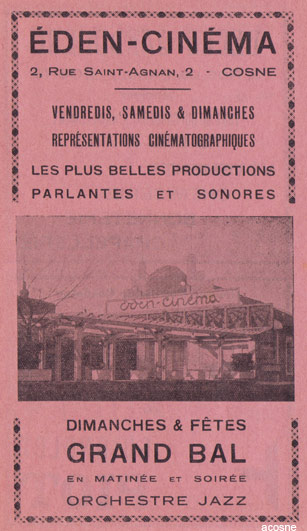 ÉDEN-CINÉMA
2, RUE SAINT-AGNAN, 2 - COSNE
VENDREDIS, SAMEDIS & DIMANCHES
REPRÉSENTATIONS CINÉMATOGRAPHIQUES
LES PLUS BELLES PRODUCTIONS
PARLANTES ET SONORES
éden-cinéma
DIMANCHES & FÊTES
GRAND BAL
EN MATINÉE ET SOIRÉE
ORCHESTRE JAZZ
acosne